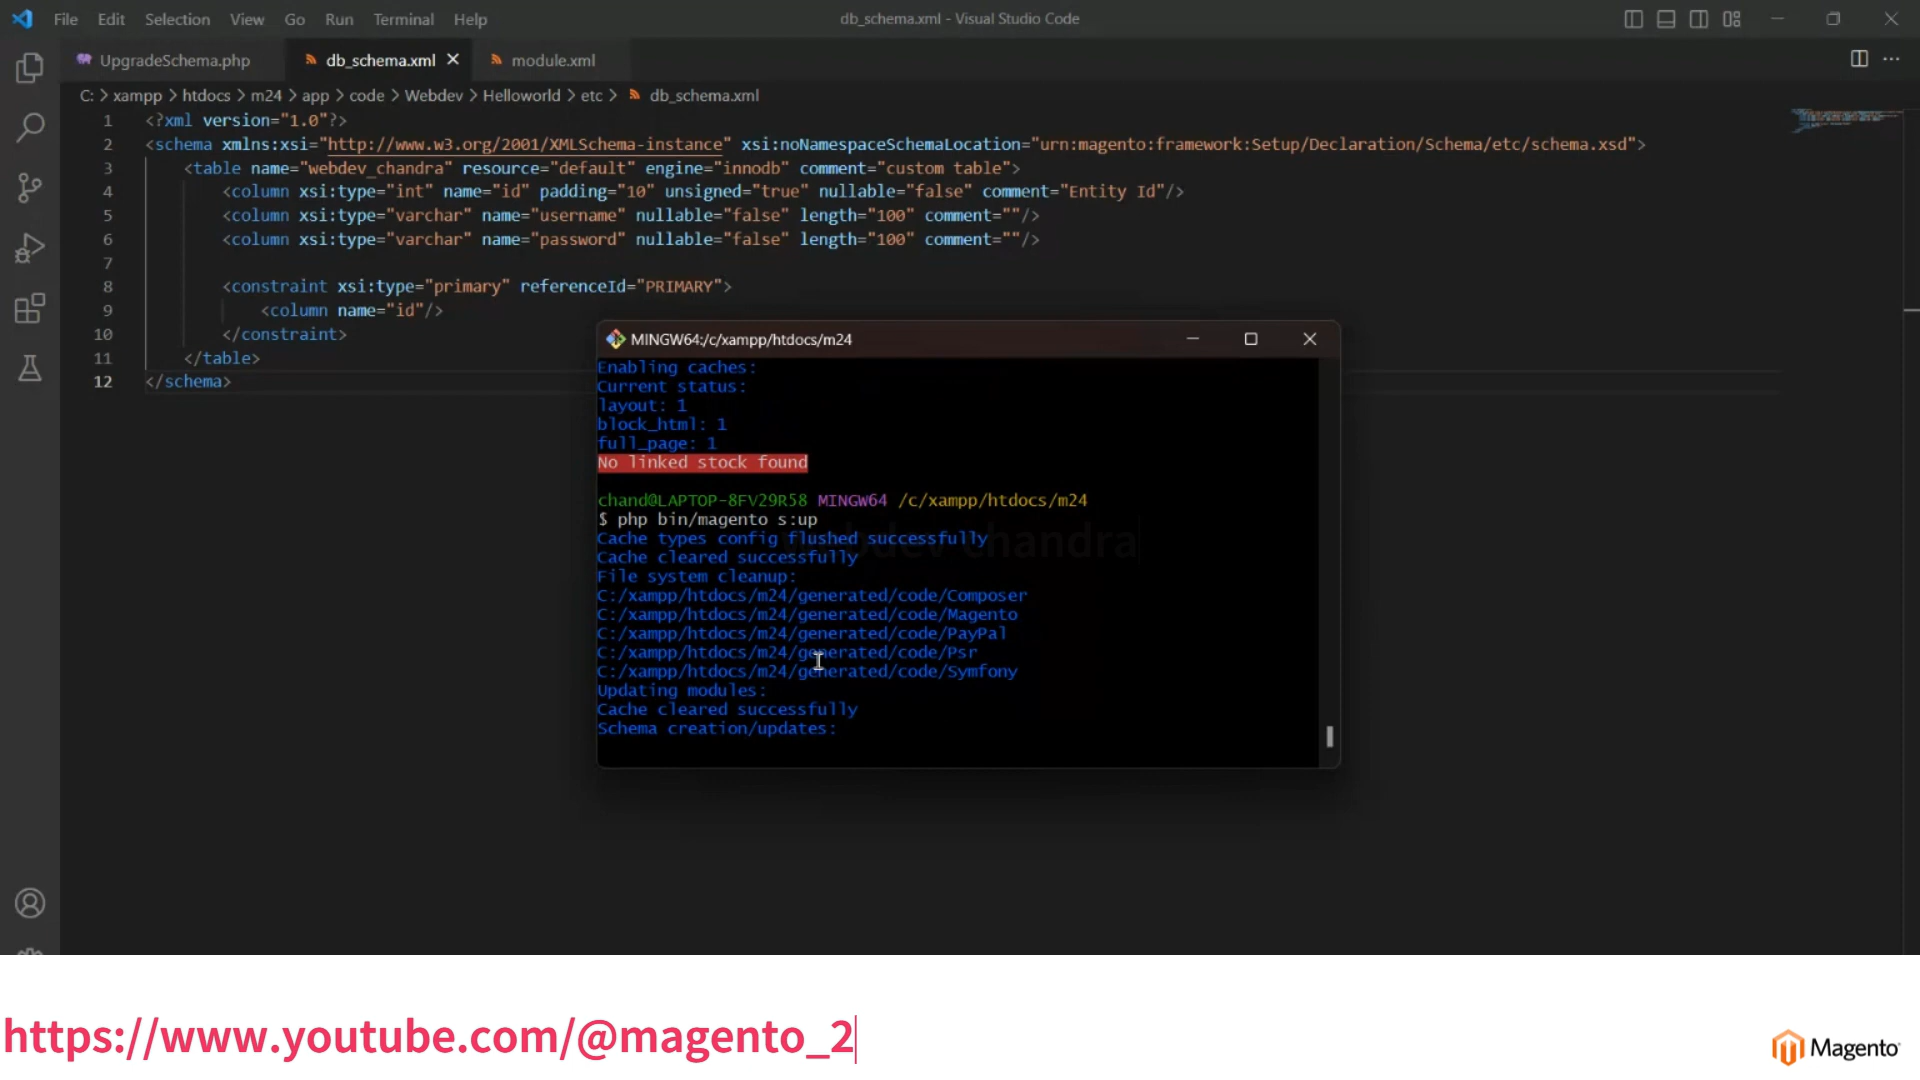 File Edit Selection View Go Run Terminal Help
db_schema.xml - Visual Studio Code
UpgradeSchema.php
db_schema.xml
module.xml
C: > xampp > htdocs > m24 > app > code > Webdev > Helloworld > etc > db_schema.xml
1 <?xml version="1.0"?>
2 <schema xmlns:xsi="http://www.w3.org/2001/XMLSchema-instance" xsi:noNamespaceSchemaLocation="urn:magento:framework:Setup/Declaration/Schema/etc/schema.xsd">
3 <table name="webdev_chandra" resource="default" engine="innodb" comment="custom table">
4 <column xsi:type="int" name="id" padding="10" unsigned="true" nullable="false" comment="Entity Id"/>
5 <column xsi:type="varchar" name="username" nullable="false" length="100" comment=""/>
6 <column xsi:type="varchar" name="password" nullable="false" length="100" comment=""/>
7
8 <constraint xsi:type="primary" referenceId="PRIMARY">
9 <column name="id"/>
10 </constraint>
11 </table>
12 </schema>
MINGW64:/c/xampp/htdocs/m24
Enabling caches:
Current status:
layout: 1
block_html: 1
full_page: 1
No linked stock found
chand@LAPTOP-8FV29R58 MINGW64 /c/xampp/htdocs/m24
$ php bin/magento s:up
Cache types config flushed successfully
Cache cleared successfully
File system cleanup:
C:/xampp/htdocs/m24/generated/code/Composer
C:/xampp/htdocs/m24/generated/code/Magento
C:/xampp/htdocs/m24/generated/code/PayPal
C:/xampp/htdocs/m24/generated/code/Psr
C:/xampp/htdocs/m24/generated/code/Symfony
Updating modules:
Cache cleared successfully
Schema creation/updates:
chandra
https://www.youtube.com/@magento_2
Magento